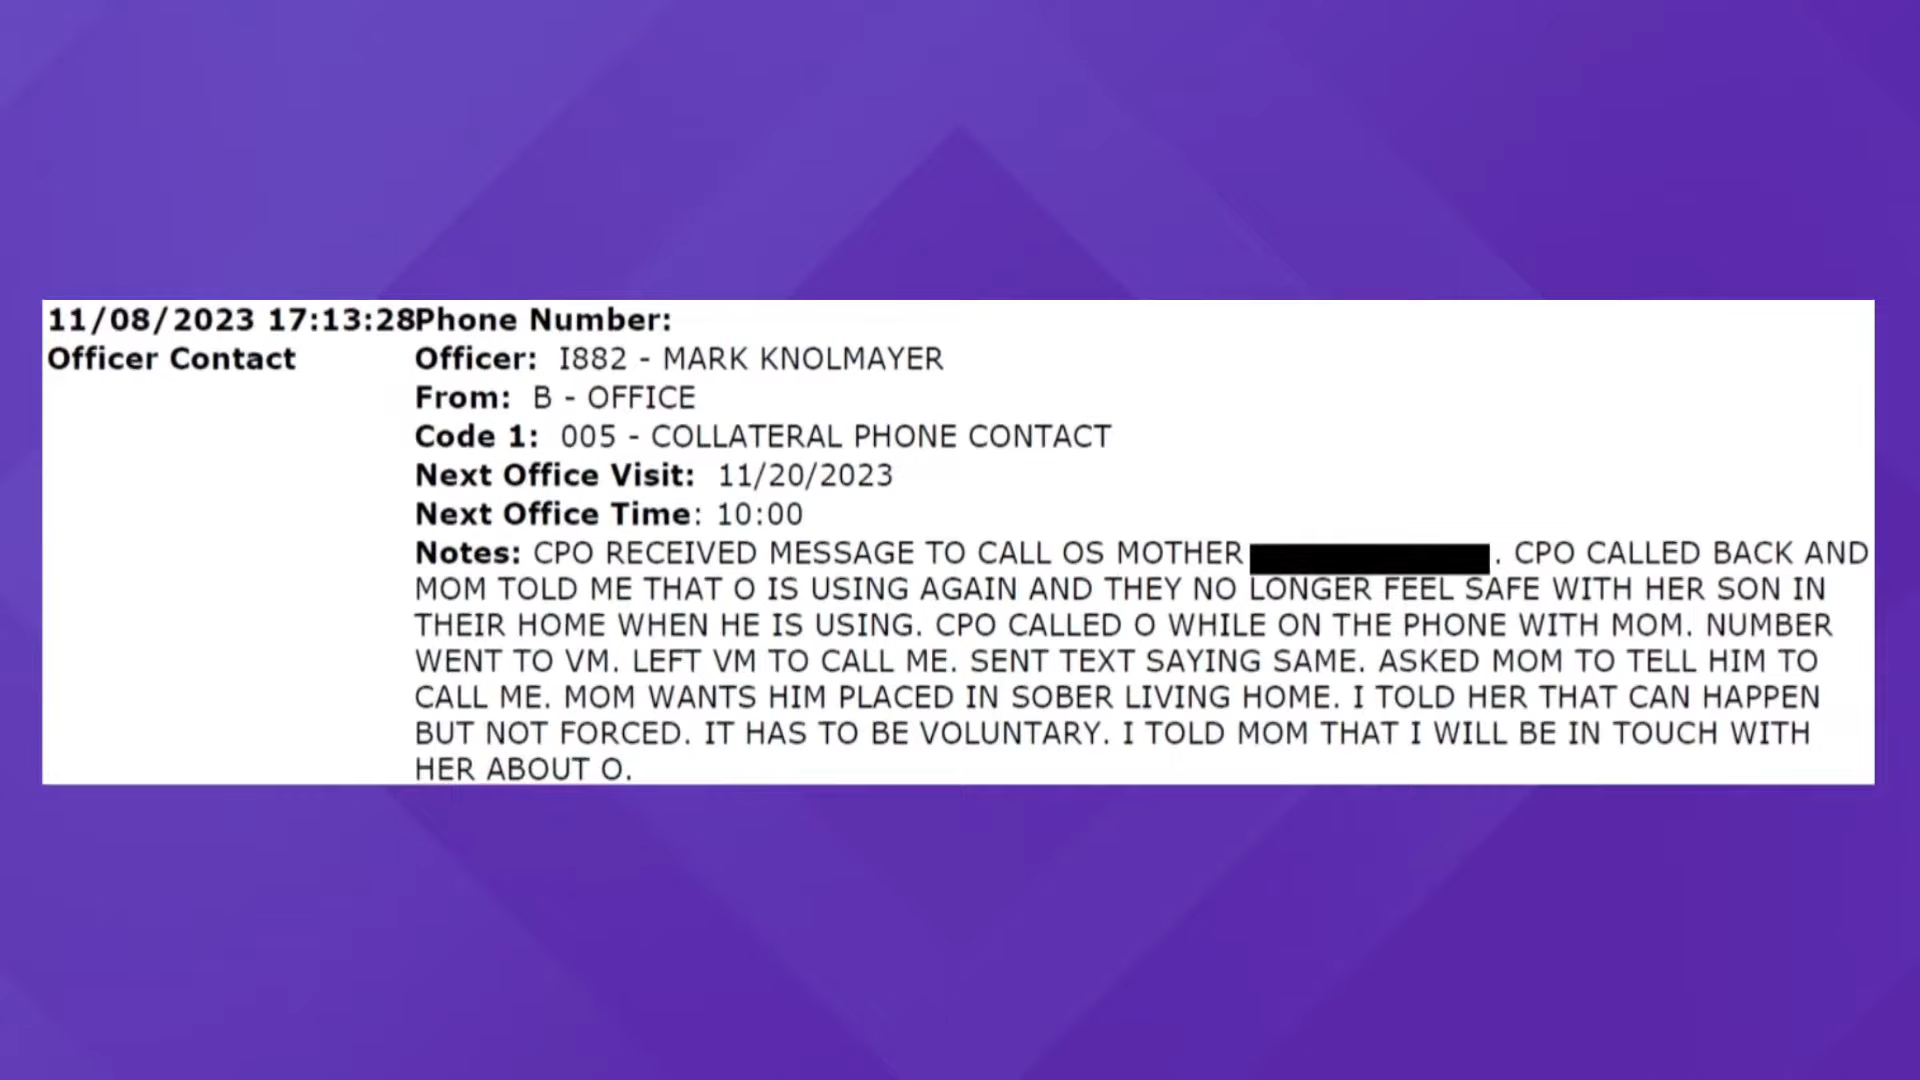 11/08/2023 17:13:28Phone Number:
Officer Contact Officer: I882 - MARK KNOLMAYER
From: B - OFFICE
Code 1: 005 - COLLATERAL PHONE CONTACT
Next Office Visit: 11/20/2023
Next Office Time: 10:00
Notes: CPO RECEIVED MESSAGE TO CALL OS MOTHER . CPO CALLED BACK AND
MOM TOLD ME THAT O IS USING AGAIN AND THEY NO LONGER FEEL SAFE WITH HER SON IN
THEIR HOME WHEN HE IS USING. CPO CALLED O WHILE ON THE PHONE WITH MOM. NUMBER
WENT TO VM. LEFT VM TO CALL ME. SENT TEXT SAYING SAME. ASKED MOM TO TELL HIM TO
CALL ME. MOM WANTS HIM PLACED IN SOBER LIVING HOME. I TOLD HER THAT CAN HAPPEN
BUT NOT FORCED. IT HAS TO BE VOLUNTARY. I TOLD MOM THAT I WILL BE IN TOUCH WITH
HER ABOUT O.